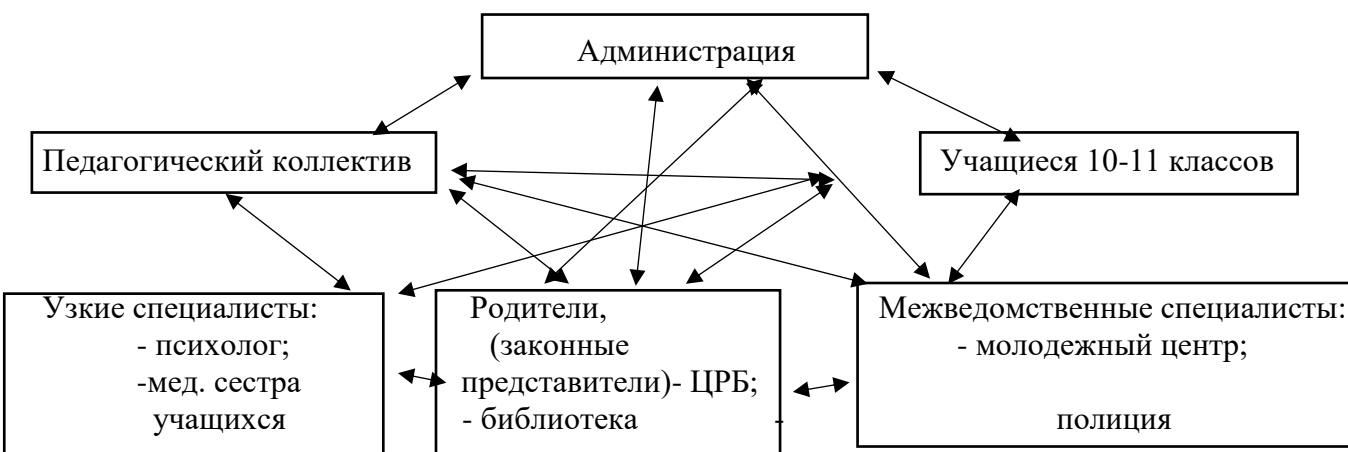 Администрация
Педагогический коллектив
Учащиеся 10-11 классов
Узкие специалисты:
- психолог;
-мед. сестра
учащихся
Родители,
(законные
представители)- ЦРБ;
- библиотека -
Межведомственные специалисты:
- молодежный центр;
полиция